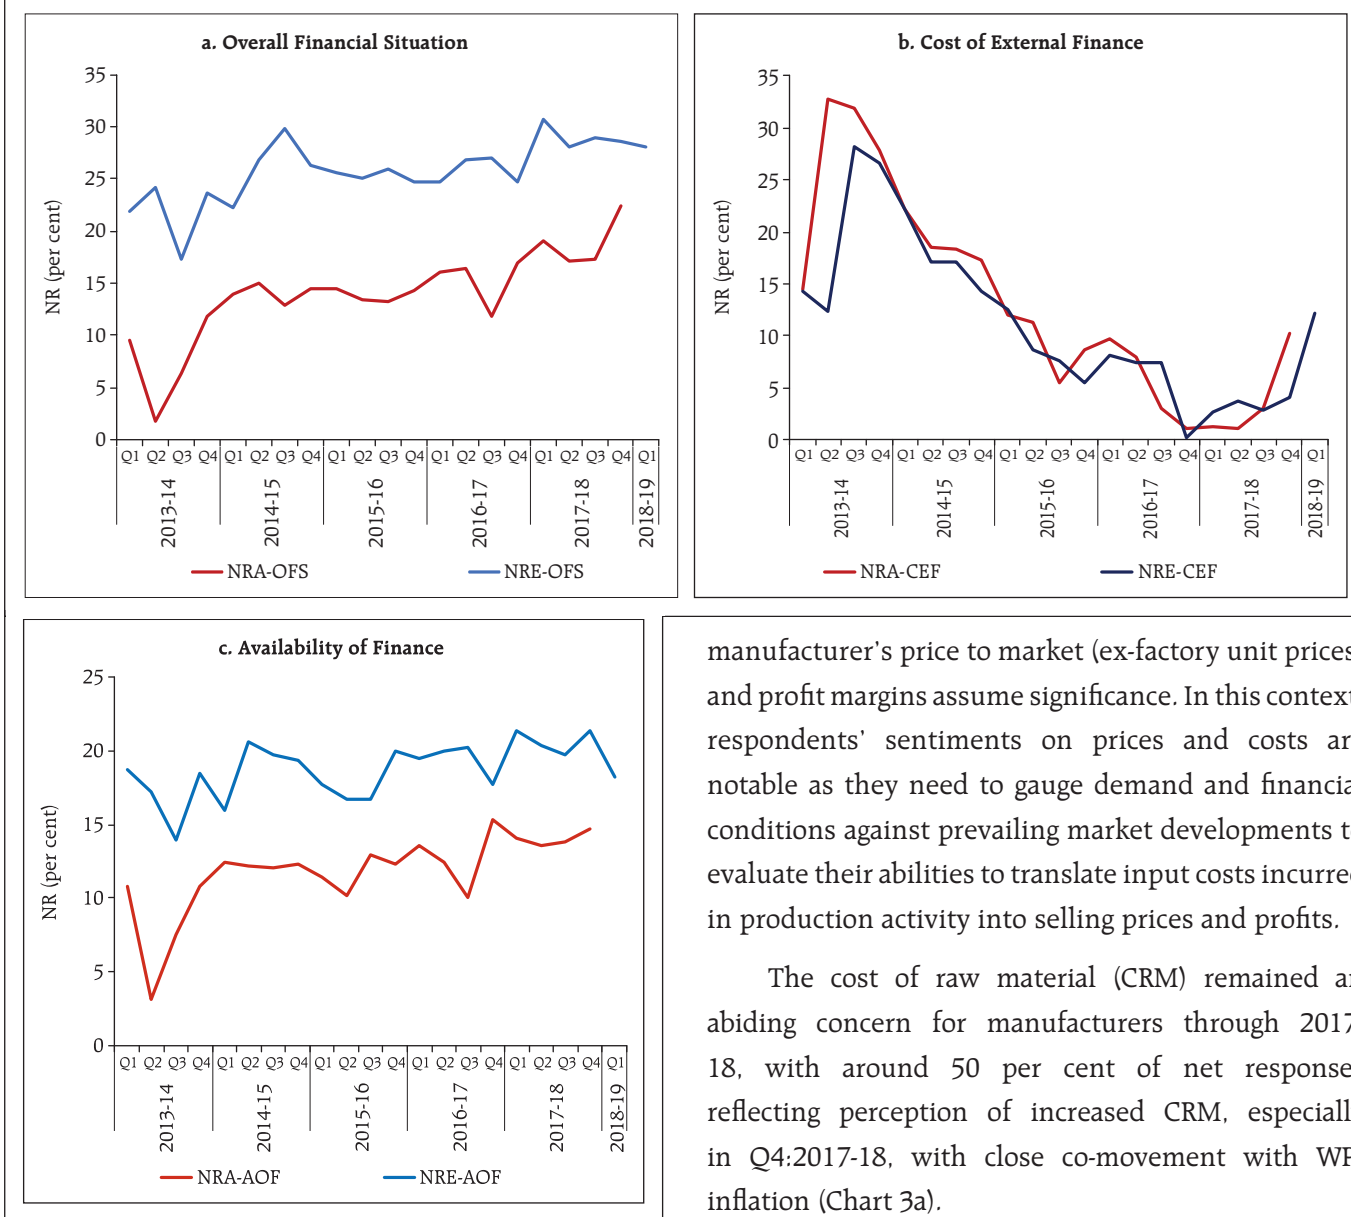 a. Overall Financial Situation
35
30
25
20
15
10
5
0
NR (per cent)
Q1 Q2 Q3 Q4 Q1 Q2 Q3 Q4 Q1 Q2 Q3 Q4 Q1 Q2 Q3 Q4 Q1 Q2 Q3 Q4 Q1
2013-14 2014-15 2015-16 2016-17 2017-18 2018-19
NRA-OFS NRE-OFS
b. Cost of External Finance
35
30
25
20
15
10
5
0
NR (per cent)
Q1 Q2 Q3 Q4 Q1 Q2 Q3 Q4 Q1 Q2 Q3 Q4 Q1 Q2 Q3 Q4 Q1 Q2 Q3 Q4 Q1
2013-14 2014-15 2015-16 2016-17 2017-18 2018-19
NRA-CEF NRE-CEF
c. Availability of Finance
25
20
15
10
5
0
NR (per cent)
Q1 Q2 Q3 Q4 Q1 Q2 Q3 Q4 Q1 Q2 Q3 Q4 Q1 Q2 Q3 Q4 Q1 Q2 Q3 Q4 Q1
2013-14 2014-15 2015-16 2016-17 2017-18 2018-19
NRA-AOF NRE-AOF
manufacturer's price to market (ex-factory unit prices
and profit margins assume significance. In this context
respondents' sentiments on prices and costs ar
notable as they need to gauge demand and financia
conditions against prevailing market developments t
evaluate their abilities to translate input costs incurre
in production activity into selling prices and profits.
The cost of raw material (CRM) remained a
abiding concern for manufacturers through 2017
18, with around 50 per cent of net response
reflecting perception of increased CRM, especiall
in Q4:2017-18, with close co-movement with WP
inflation (Chart 3a).